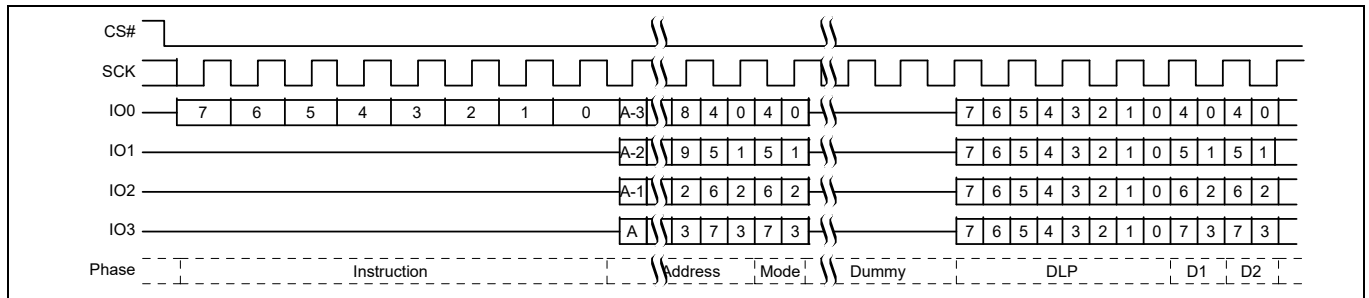 CS#
SCK
IO0 7 6 5 4 3 2 1 0 A-3 8 4 0 4 0 7 6 5 4 3 2 1 0 4 0 4 0
IO1 A-2 9 5 1 5 1 7 6 5 4 3 2 1 0 5 1 5 1
IO2 A-1 2 6 2 6 2 7 6 5 4 3 2 1 0 6 2 6 2
IO3 A 3 7 3 7 3 7 6 5 4 3 2 1 0 7 3 7 3
Phase Instruction Address Mode Dummy DLP D1 D2